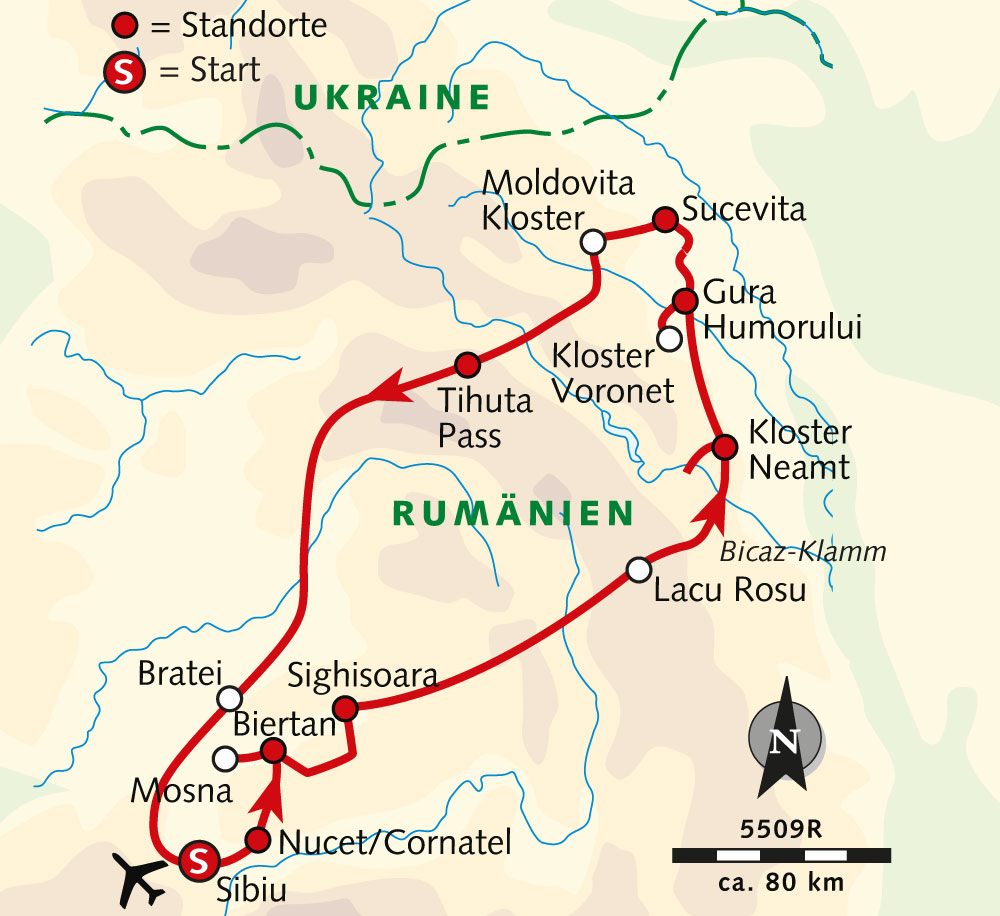 = Standorte
S = Start
UKRAINE
Moldovita
Kloster
Sucevita
Gura
Humorului
Kloster
Voronet
Tihuta
Pass
Kloster
Neamt
RUMÄNIEN
Bicaz-Klamm
Lacu Rosu
Bratei
Sighisoara
Biertan
Mosna
Nucet/Cornatel
S
Sibiu
N
5509R
ca. 80 km